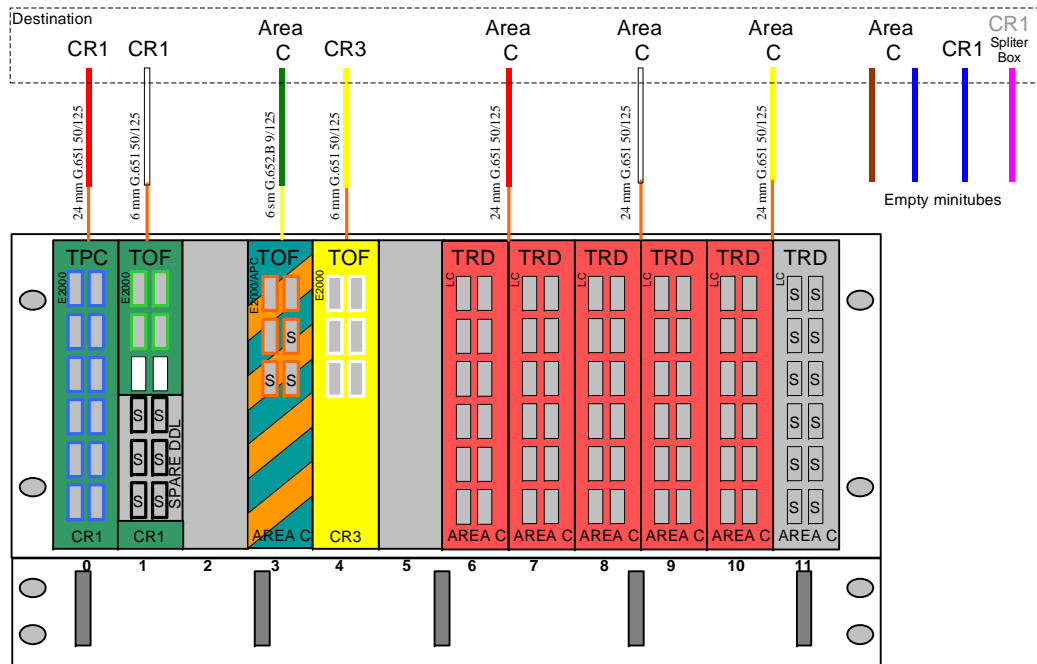 Destination
CR1
CR1
Area
C
CR3
Area
C
Area
C
Area
C
Area
C
CR1
CR1
Spliter
Box
24 mm G.651 50/125
6 mm G.651 50/125
6 sm G.652.B 9/125
6 mm G.651 50/125
24 mm G.651 50/125
24 mm G.651 50/125
24 mm G.651 50/125
Empty minitubes
TPC
TOF
TOF
TOF
TRD
TRD
TRD
TRD
TRD
TRD
E2000
E2000
E2000/APC
E2000
LC
LC
LC
LC
LC
LC
S S
S
S S
S S
S S
S S
SPARE DDL
S S
S S
S S
S S
S S
S S
CR1
CR1
AREA C
CR3
AREA C
AREA C
AREA C
AREA C
AREA C
AREA C
0
1
2
3
4
5
6
7
8
9
10
11